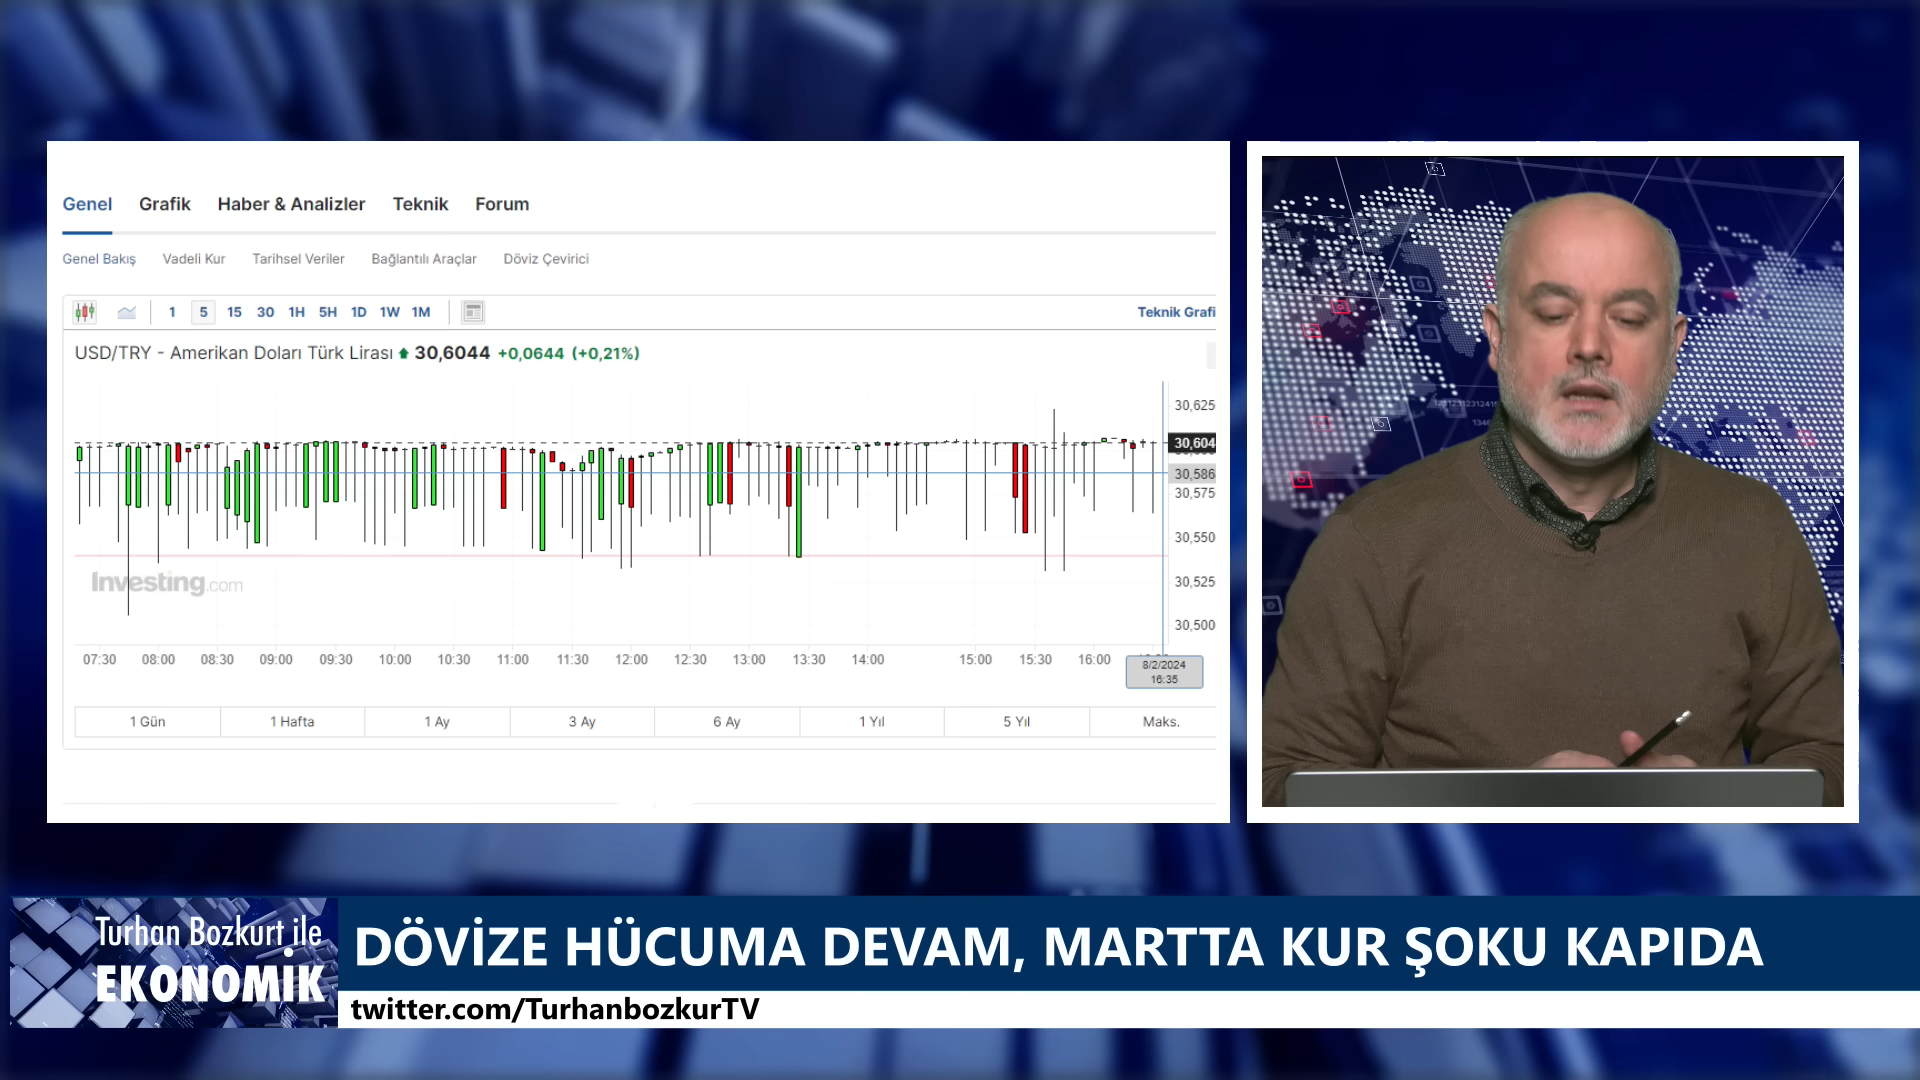 Genel Grafik Haber & Analizler Teknik Forum
Genel Bakış Vadeli Kur Tarihsel Veriler Bağlantılı Araçlar Döviz Çevirici
1 5 15 30 1H 5H 1D 1W 1M Teknik Grafi
USD/TRY - Amerikan Doları Türk Lirası 30,6044 +0,0644 (+0,21%)
30,625
30,604
30,586
30,575
30,550
30,525
30,500
Investing.com
07:30 08:00 08:30 09:00 09:30 10:00 10:30 11:00 11:30 12:00 12:30 13:00 13:30 14:00 15:00 15:30 16:00
8/2/2024
16:35
1 Gün 1 Hafta 1 Ay 3 Ay 6 Ay 1 Yıl 5 Yıl Maks.
Turhan Bozkurt ile
EKONOMİK
DÖVİZE HÜCUMA DEVAM, MARTTA KUR ŞOKU KAPIDA
twitter.com/TurhanbozkurTV